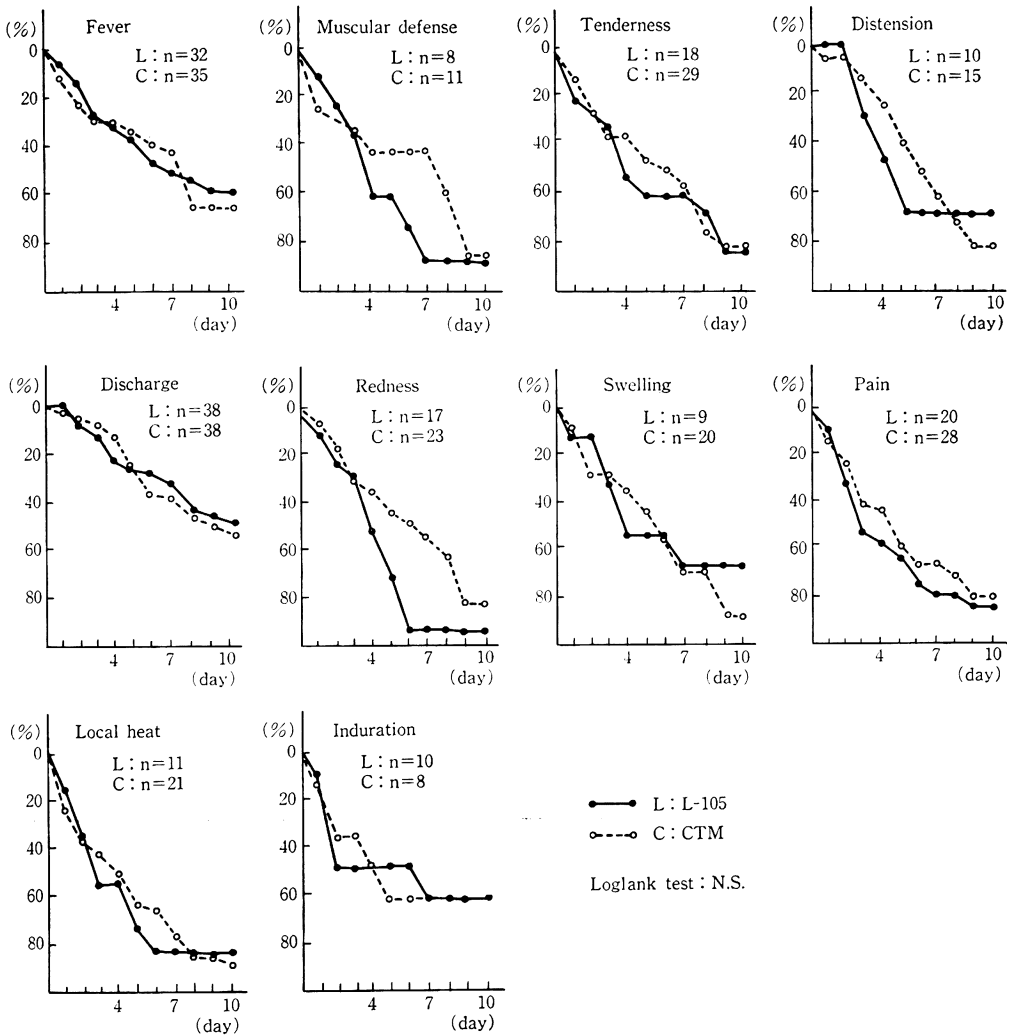 (%) Fever
L : n=32
C : n=35
0
20
40
60
80
4 7 10
(day)
(%) Muscular defense
L : n=8
C : n=11
0
20
40
60
80
4 7 10
(day)
(%) Tenderness
L : n=18
C : n=29
0
20
40
60
80
4 7 10
(day)
(%) Distension
L : n=10
C : n=15
0
20
40
60
80
4 7 10
(day)
(%) Discharge
L : n=38
C : n=38
0
20
40
60
80
4 7 10
(day)
(%) Redness
L : n=17
C : n=23
0
20
40
60
80
4 7 10
(day)
(%) Swelling
L : n=9
C : n=20
0
20
40
60
80
4 7 10
(day)
(%) Pain
L : n=20
C : n=28
0
20
40
60
80
4 7 10
(day)
(%) Local heat
L : n=11
C : n=21
0
20
40
60
80
4 7 10
(day)
(%) Induration
L : n=10
C : n=8
0
20
40
60
80
4 7 10
(day)
L : L-105
C : CTM
Loglank test : N.S.